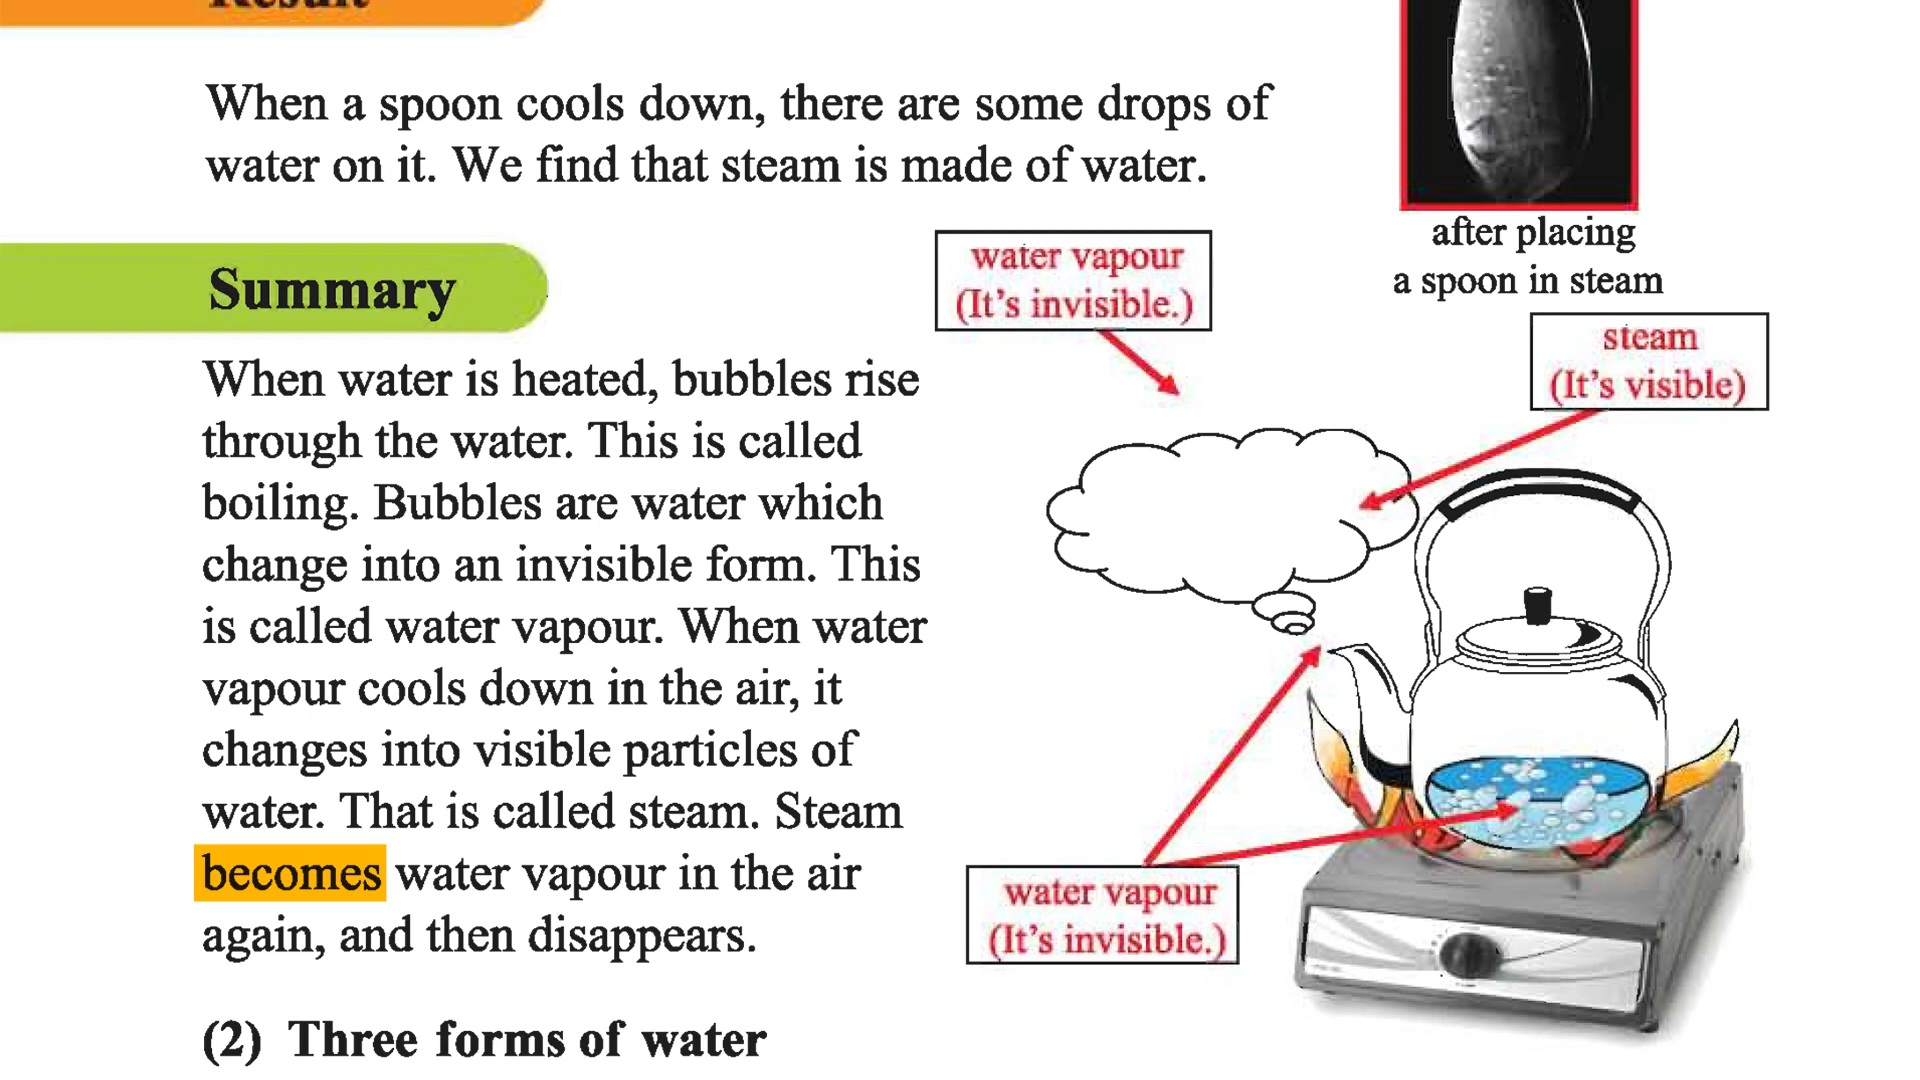 Result
When a spoon cools down, there are some drops of
water on it. We find that steam is made of water.
after placing
a spoon in steam
Summary
water vapour
(It's invisible.)
steam
(It's visible)
When water is heated, bubbles rise
through the water. This is called
boiling. Bubbles are water which
change into an invisible form. This
is called water vapour. When water
vapour cools down in the air, it
changes into visible particles of
water. That is called steam. Steam
becomes water vapour in the air
again, and then disappears.
water vapour
(It's invisible.)
(2) Three forms of water